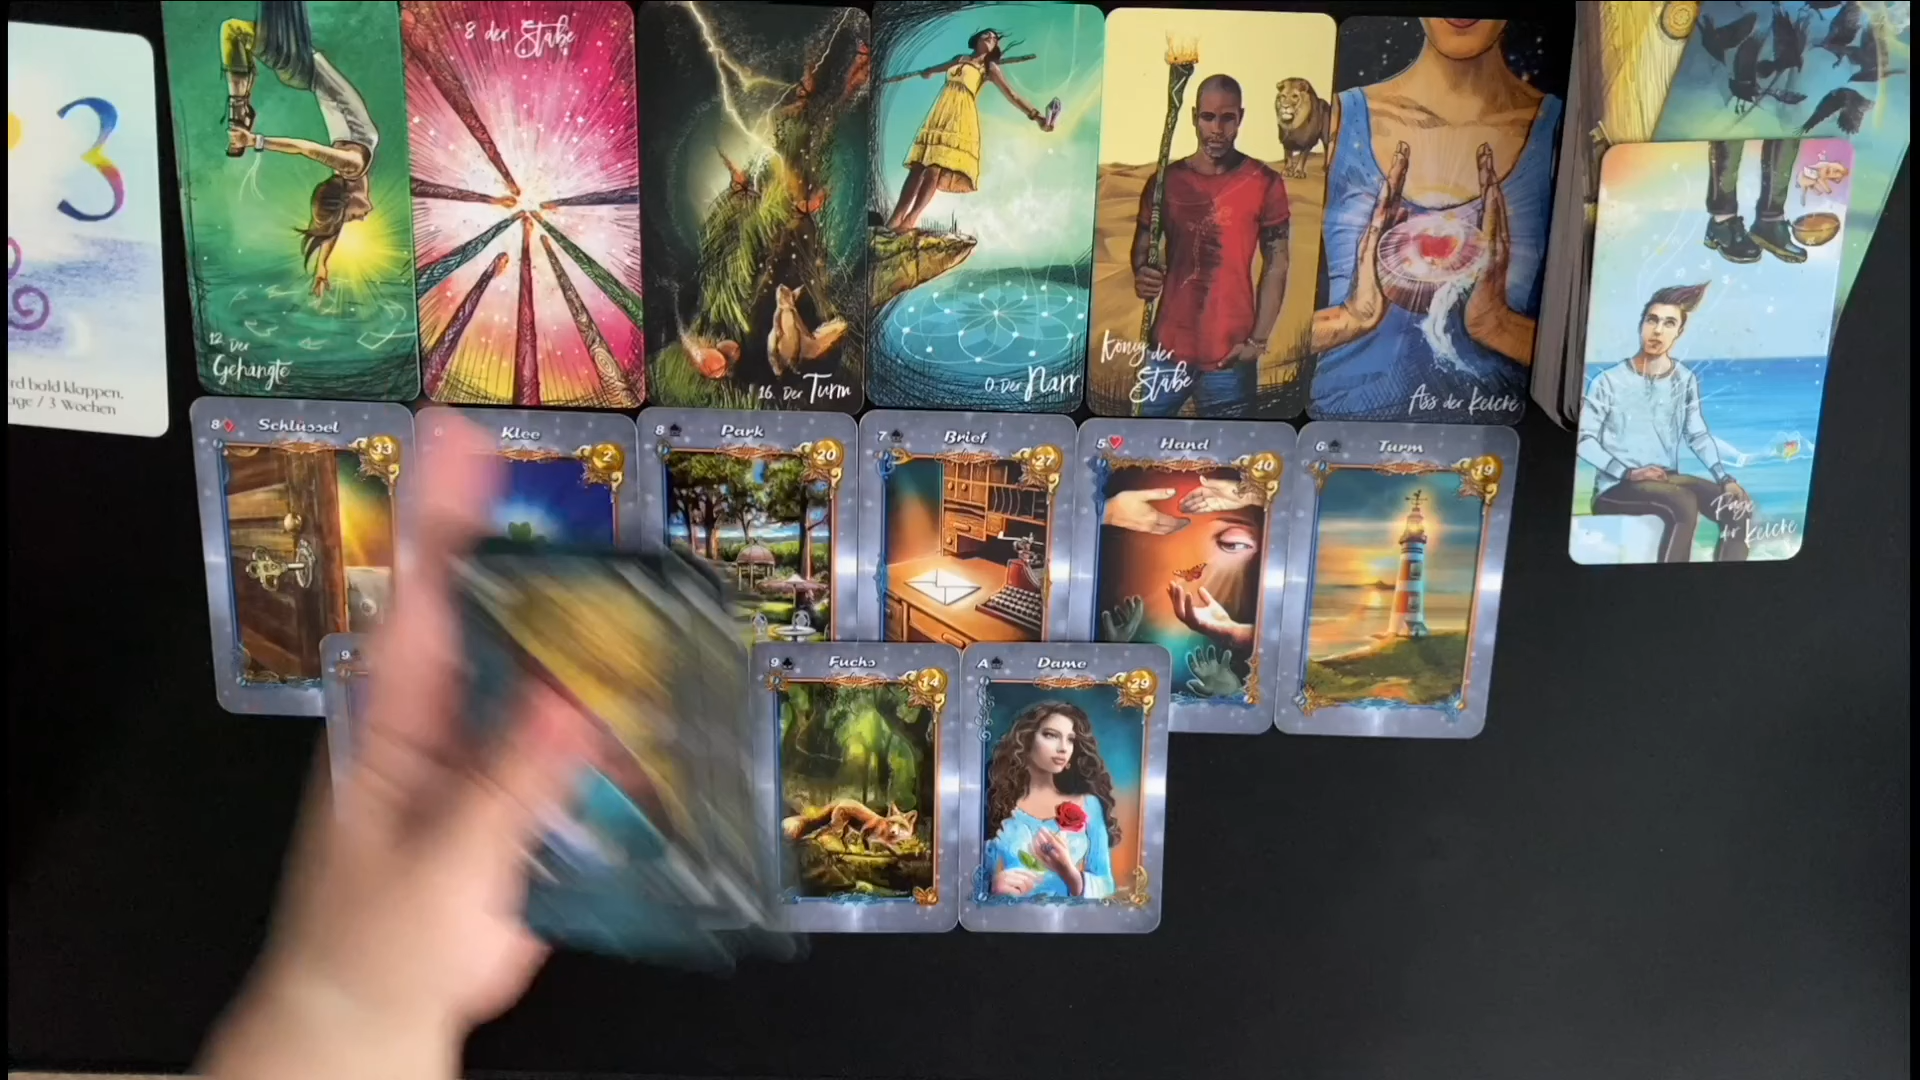 3
rd bald klappen.
age / 3 Wochen
12 Der
Gehängte
8 der Stäbe
16. Der Turm
0. Der Narr
König der
Stäbe
Ass der Kelche
Page
der Kelche
8 Schlüssel 33
6 Klee 2
8 Park 20
7 Brief 27
5 Hand 40
6 Turm 19
9
9 Fuchs 14
A Dame 29